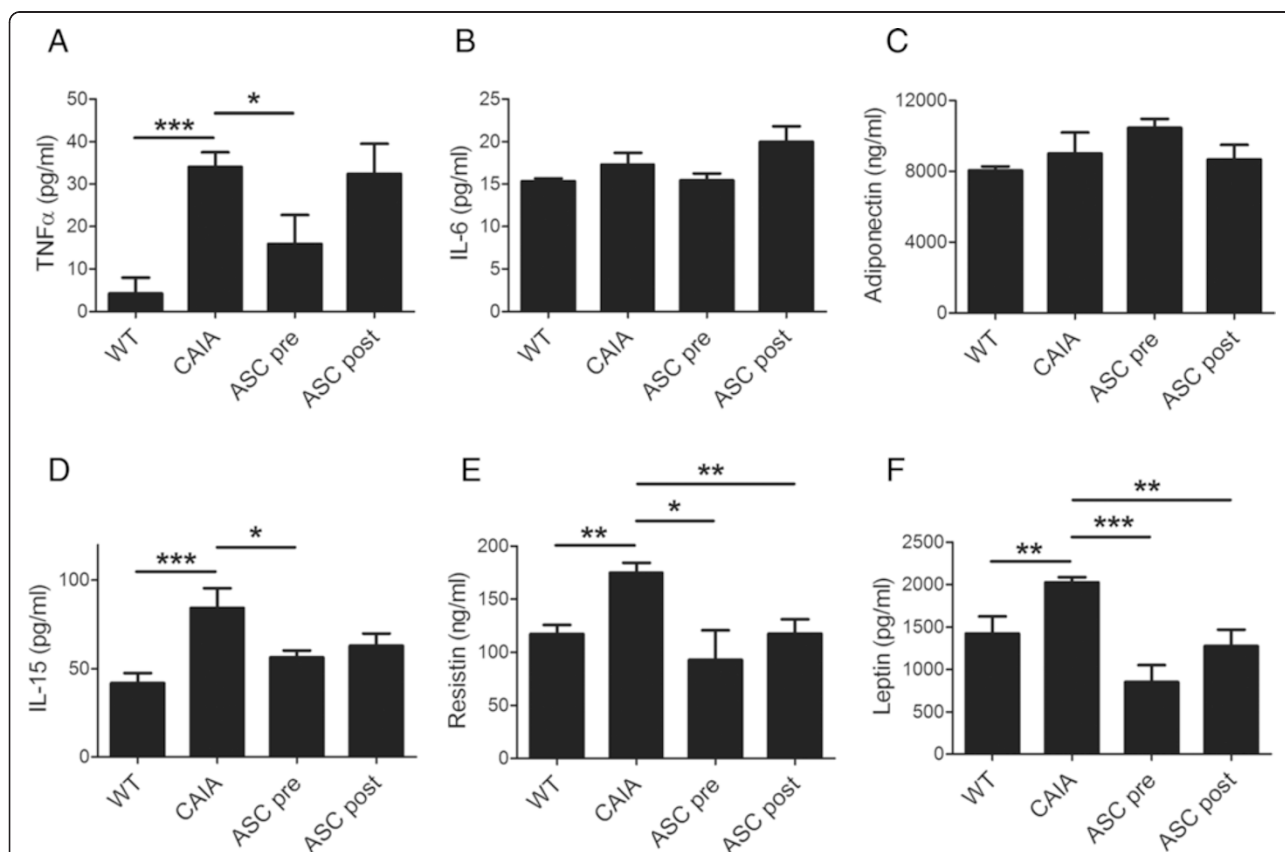 A
TNFα (pg/ml)
50
40
30
20
10
0
***
*
WT
CAIA
ASC pre
ASC post
B
IL-6 (pg/ml)
25
20
15
10
5
0
WT
CAIA
ASC pre
ASC post
C
Adiponectin (ng/ml)
12000
8000
4000
0
WT
CAIA
ASC pre
ASC post
D
IL-15 (pg/ml)
100
50
0
***
*
WT
CAIA
ASC pre
ASC post
E
Resistin (ng/ml)
200
150
100
50
0
**
*
**
WT
CAIA
ASC pre
ASC post
F
Leptin (pg/ml)
2500
2000
1500
1000
500
0
**
***
**
WT
CAIA
ASC pre
ASC post